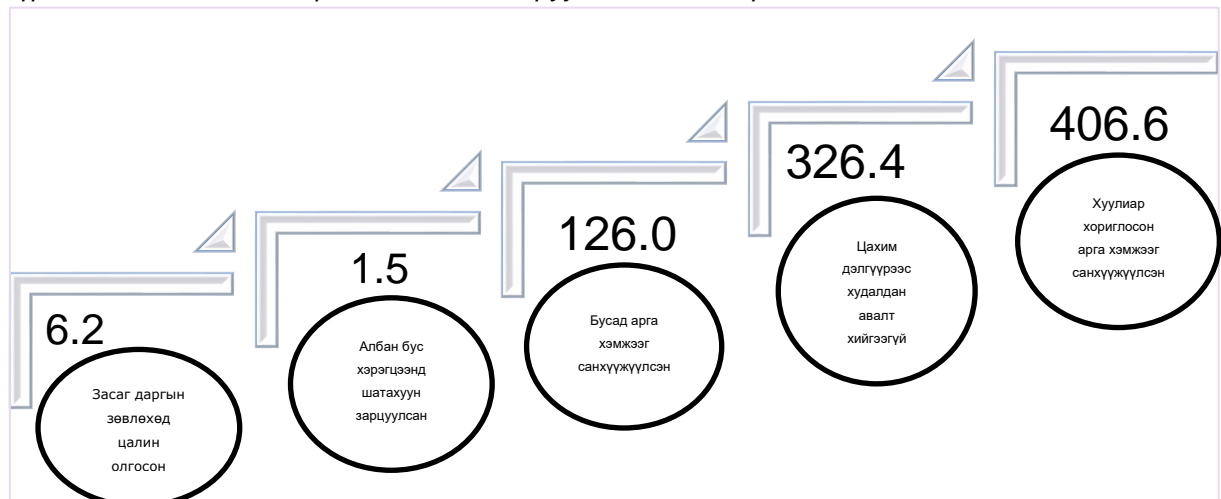 6.2
Засаг даргын
зөвлөхөд
цалин
олгосон
1.5
Албан бус
хэрэгцээнд
шатахуун
зарцуулсан
126.0
Бусад арга
хэмжээг
санхүүжүүлсэн
326.4
Цахим
дэлгүүрээс
худалдан
авалт
хийгээгүй
406.6
Хуулиар
хориглосон
арга хэмжээг
санхүүжүүлсэн